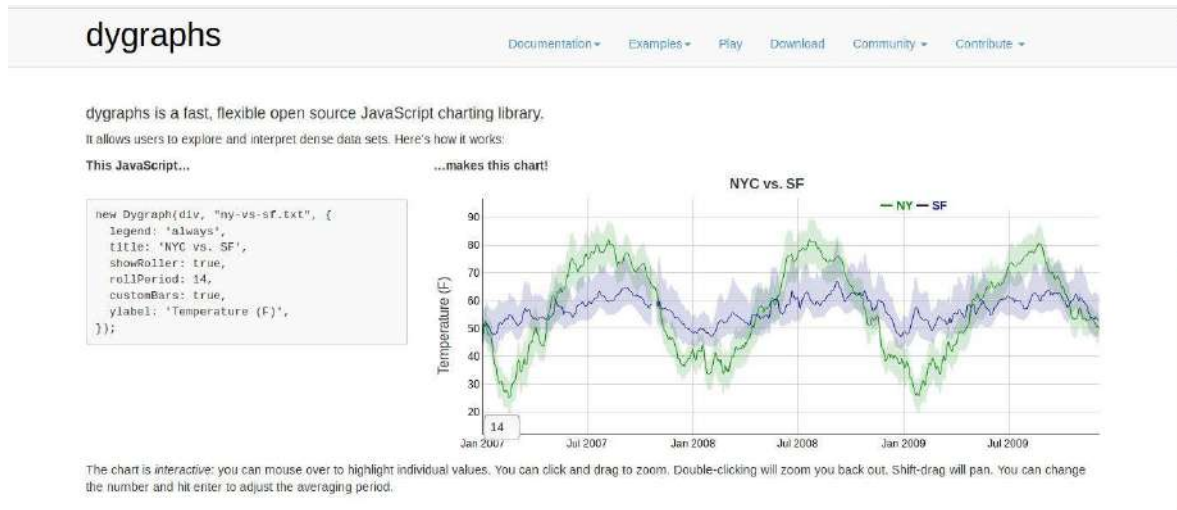 dygraphs
Documentation Examples Play Download Community Contribute
dygraphs is a fast, flexible open source JavaScript charting library.
It allows users to explore and interpret dense data sets. Here's how it works:
This JavaScript...
new Dygraph(div, "ny-vs-sf.txt", {
legend: 'always',
title: 'NYC vs. SF',
showRoller: true,
rollPeriod: 14,
customBars: true,
ylabel: 'Temperature (F)',
});
...makes this chart!
NYC vs. SF
NY SF
Temperature (F)
90
80
70
60
50
40
30
20
14
Jan 2007 Jul 2007 Jan 2008 Jul 2008 Jan 2009 Jul 2009
The chart is interactive: you can mouse over to highlight individual values. You can click and drag to zoom. Double-clicking will zoom you back out. Shift-drag will pan. You can change
the number and hit enter to adjust the averaging period.